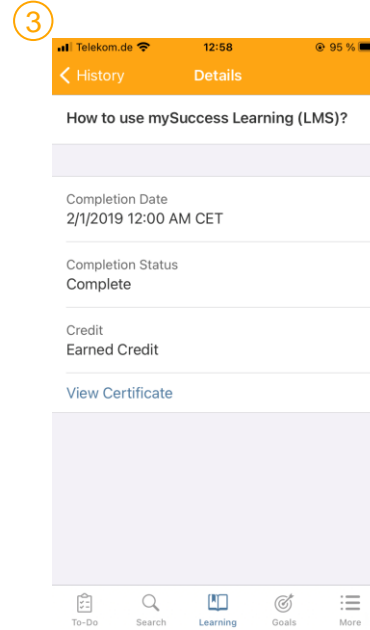 3
Telekom.de 12:58 95 %
History Details
How to use mySuccess Learning (LMS)?
Completion Date
2/1/2019 12:00 AM CET
Completion Status
Complete
Credit
Earned Credit
View Certificate
To-Do Search Learning Goals More